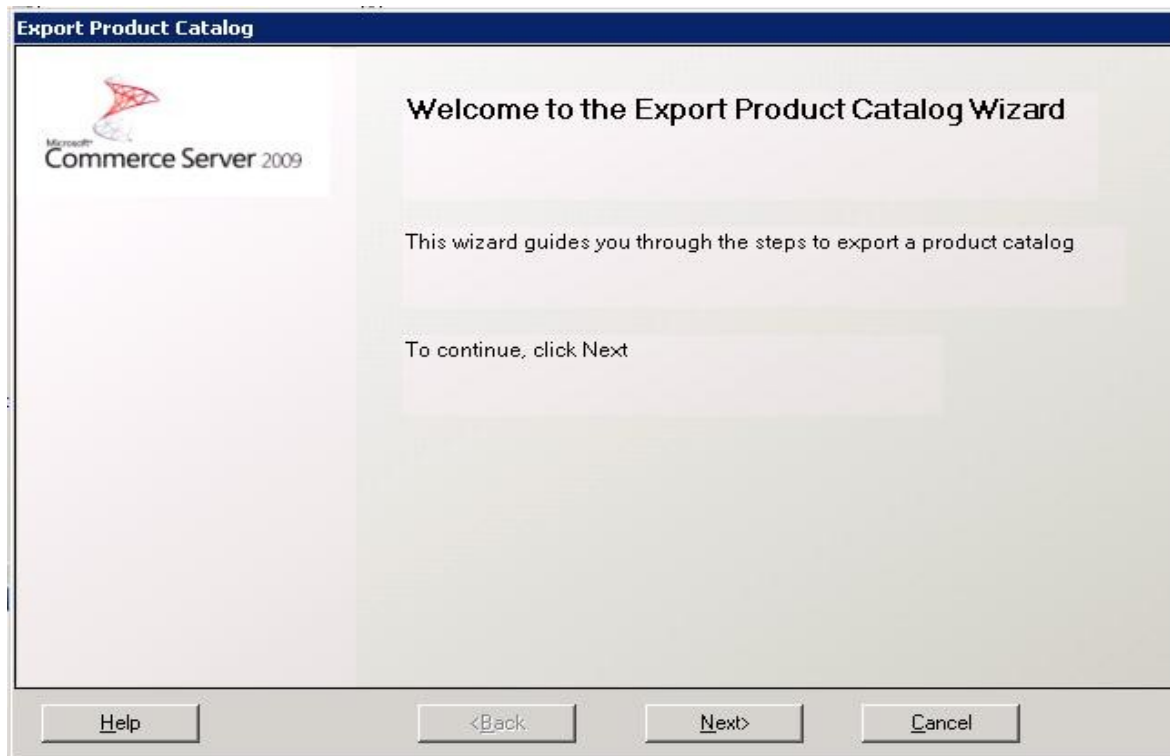 Export Product Catalog
Microsoft®
Commerce Server 2009
Welcome to the Export Product Catalog Wizard
This wizard guides you through the steps to export a product catalog
To continue, click Next
Help
<Back
Next>
Cancel